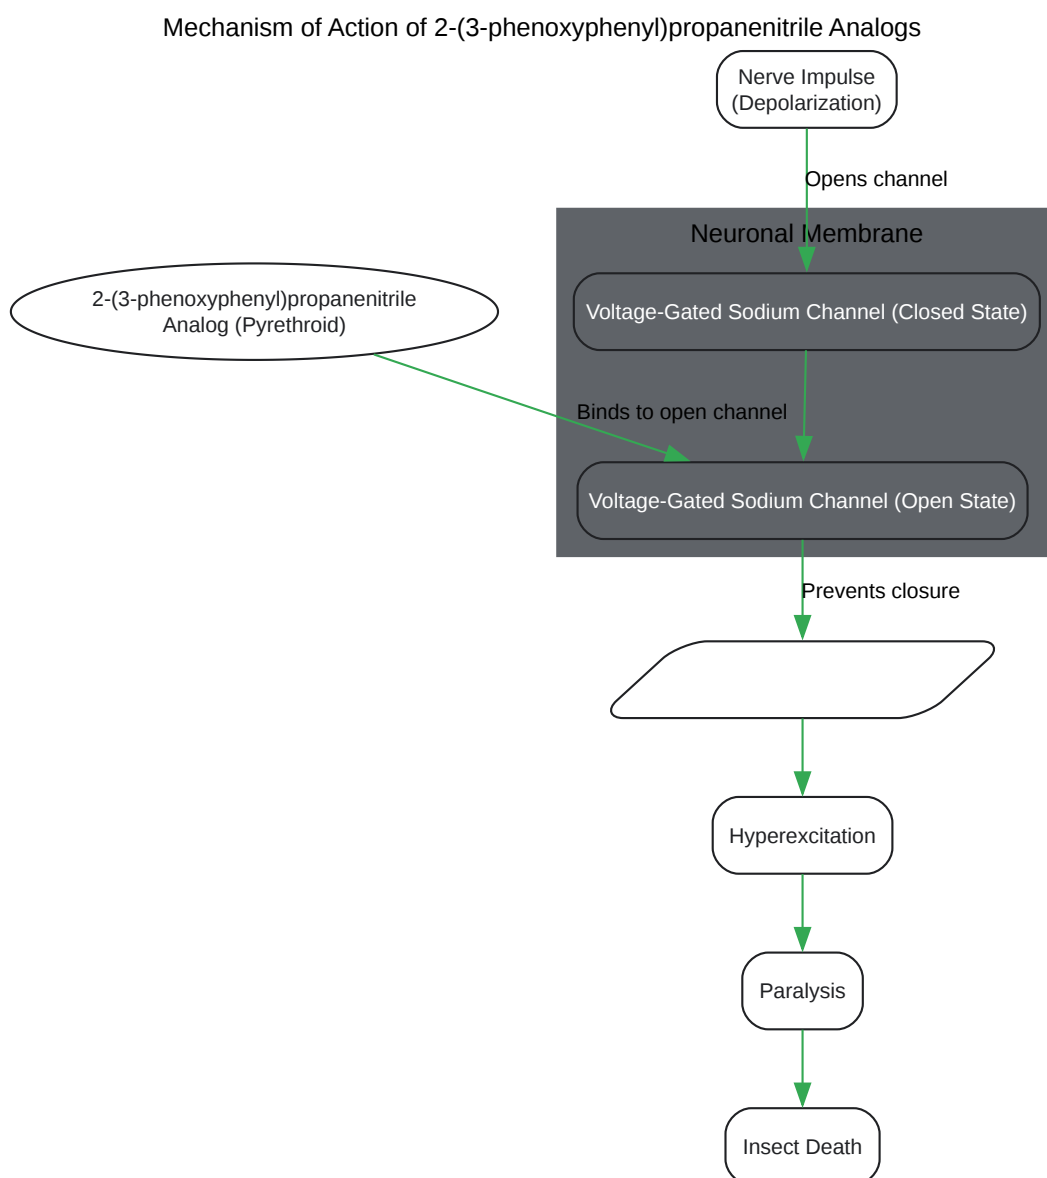 Mechanism of Action of 2-(3-phenoxyphenyl)propanenitrile Analogs
Nerve Impulse
(Depolarization)
Opens channel
Neuronal Membrane
2-(3-phenoxyphenyl)propanenitrile
Analog (Pyrethroid)
Voltage-Gated Sodium Channel (Closed State)
Binds to open channel
Voltage-Gated Sodium Channel (Open State)
Prevents closure
Hyperexcitation
Paralysis
Insect Death